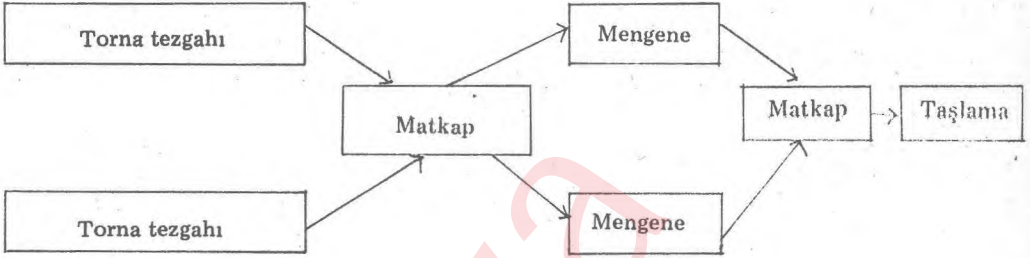 Torna tezgahı
Mengene
Matkap
Matkap
Taşlama
Torna tezgahı
Mengene